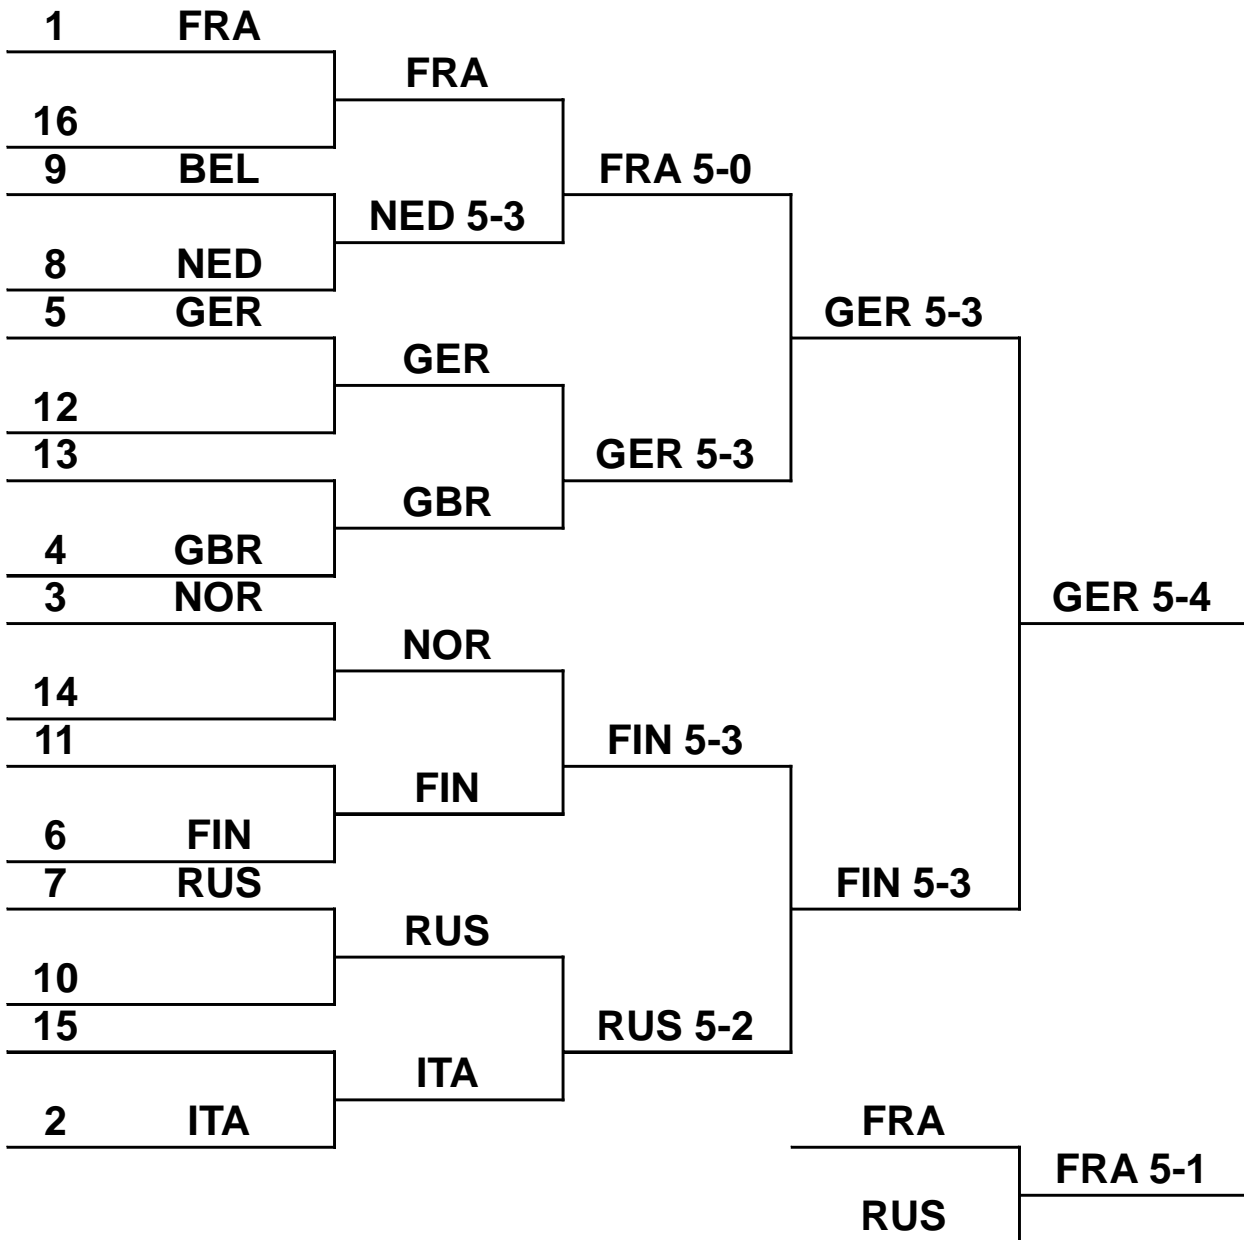 1 FRA
FRA
16
9 BEL
FRA 5-0
NED 5-3
8 NED
5 GER
GER 5-3
GER
12
13
GER 5-3
GBR
4 GBR
3 NOR
GER 5-4
NOR
14
11
FIN 5-3
FIN
6 FIN
7 RUS
FIN 5-3
RUS
10
15
RUS 5-2
ITA
2 ITA
FRA
FRA 5-1
RUS